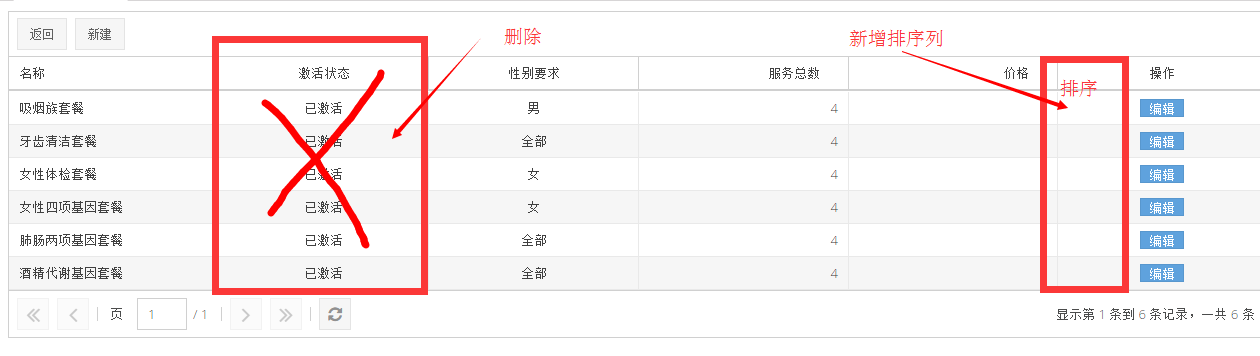 返回 新建 删除 新增排序列
名称 激活状态 性别要求 服务总数 价格 排序 操作
吸烟族套餐 已激活 男 4 编辑
牙齿清洁套餐 已激活 全部 4 编辑
女性体检套餐 已激活 女 4 编辑
女性四项基因套餐 已激活 女 4 编辑
肺肠两项基因套餐 已激活 全部 4 编辑
酒精代谢基因套餐 已激活 全部 4 编辑
页 1 / 1 显示第 1 条到 6 条记录，一共 6 条